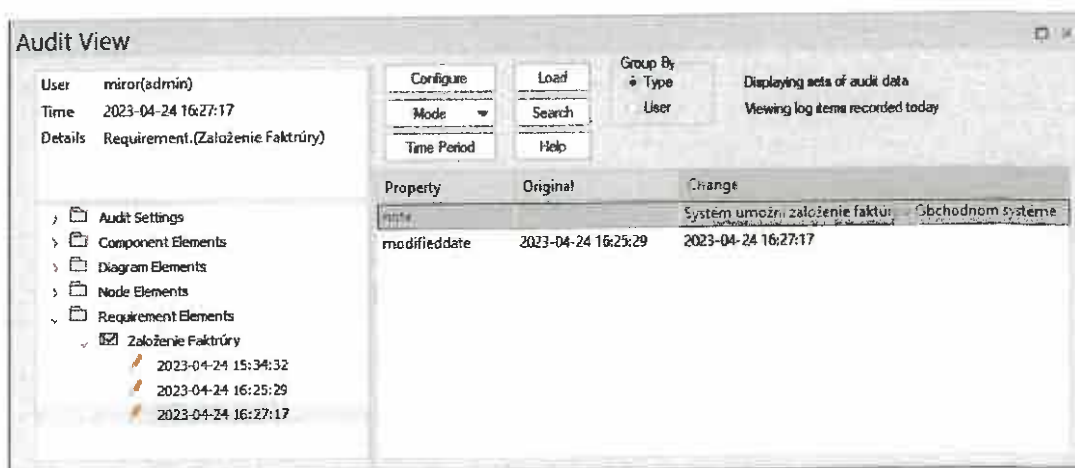 Audit View
User miror(admin)
Time 2023-04-24 16:27:17
Details Requirement.(Založenie Faktrúry)
Configure
Load
Group By
Type
User
Mode
Search
Time Period
Help
Displaying sets of audit data
Viewing log items recorded today
Property Original Change
note Systém umožní založenie faktúr Obchodnom systéme
modifieddate 2023-04-24 16:25:29 2023-04-24 16:27:17
Audit Settings
Component Elements
Diagram Elements
Node Elements
Requirement Elements
Založenie Faktrúry
2023-04-24 15:34:32
2023-04-24 16:25:29
2023-04-24 16:27:17